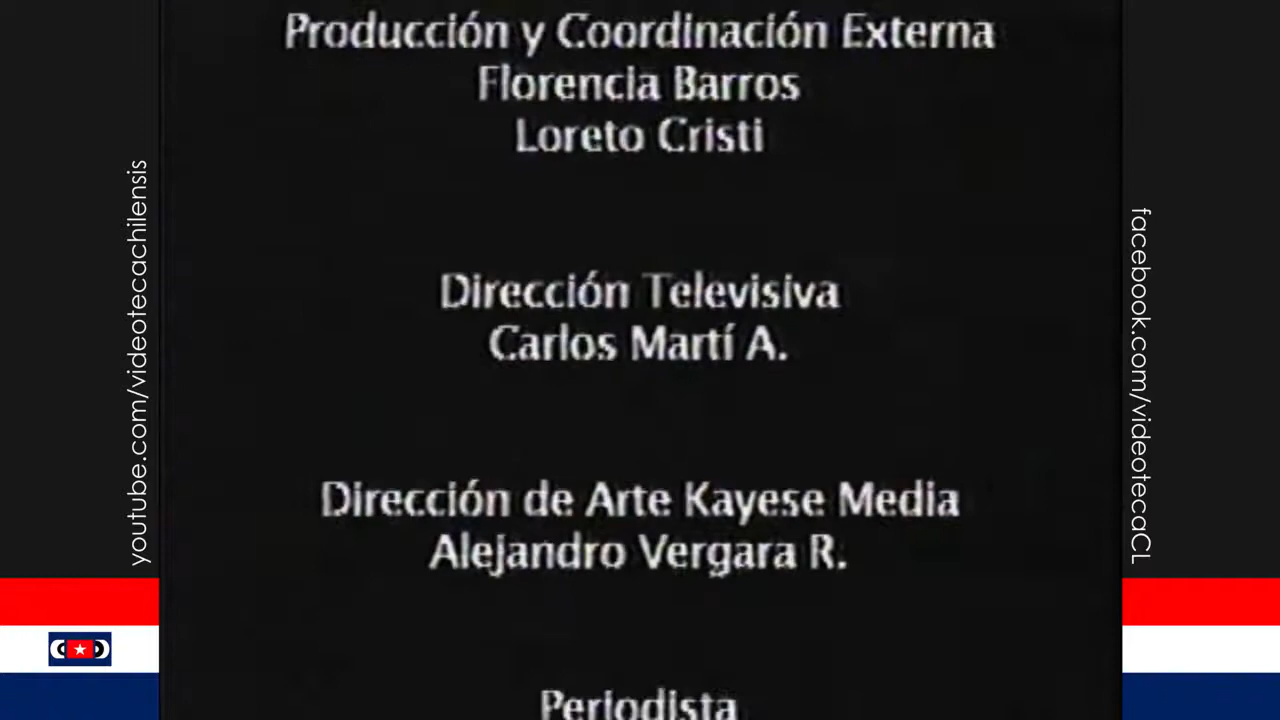 Producción y Coordinación Externa
Florencia Barros
Loreto Cristi
Dirección Televisiva
Carlos Martí A.
Dirección de Arte Kayese Media
Alejandro Vergara R.
Periodista
youtube.com/videotecachilensis
facebook.com/videotecaCL